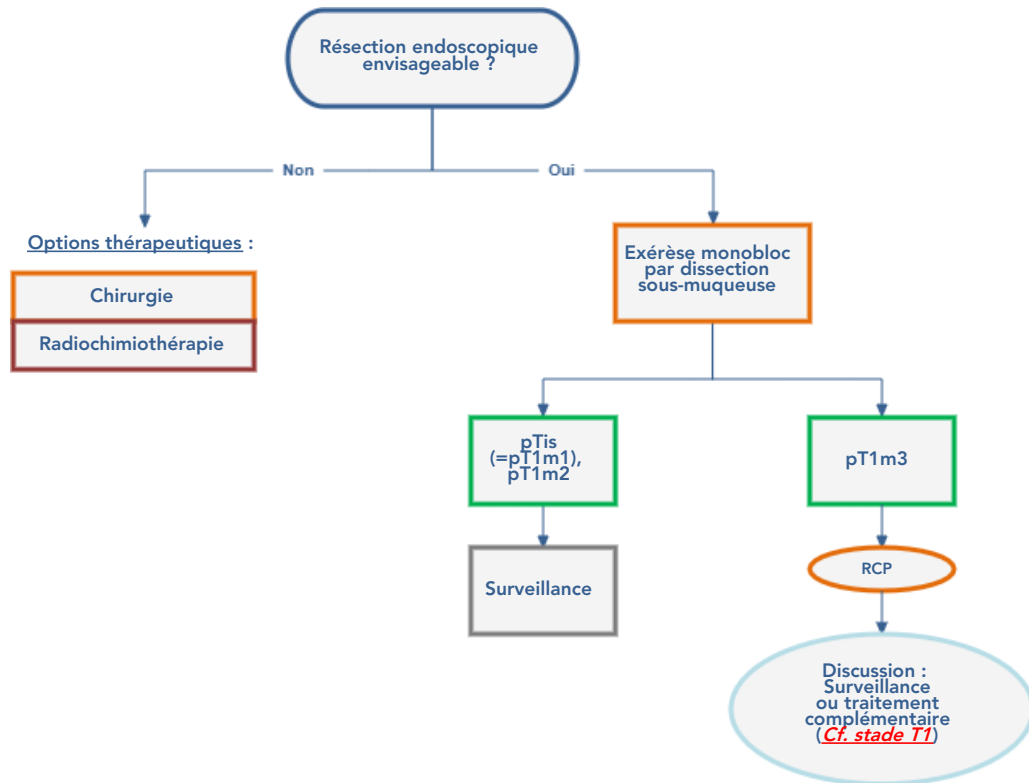 Résection endoscopique
envisageable ?
Non
Oui
Options thérapeutiques :
Chirurgie
Radiochimiothérapie
Exérèse monobloc
par dissection
sous-muqueuse
pTis
(=pT1m1),
pT1m2
pT1m3
Surveillance
RCP
Discussion :
Surveillance
ou traitement
complémentaire
(Cf. stade T1)